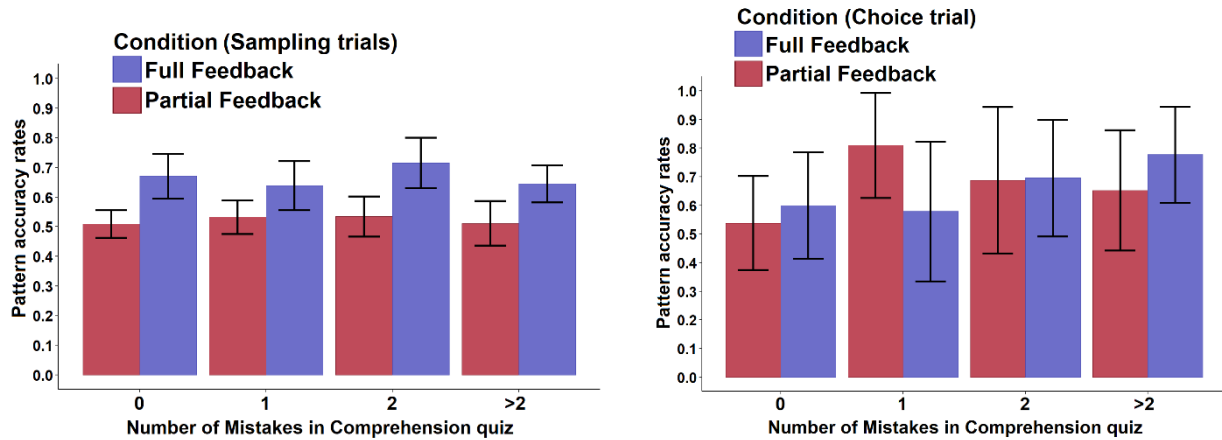 Condition (Sampling trials)
Full Feedback
Partial Feedback
Pattern accuracy rates
1.0
0.9
0.8
0.7
0.6
0.5
0.4
0.3
0.2
0.1
0.0
0 1 2 >2
Number of Mistakes in Comprehension quiz
Condition (Choice trial)
Full Feedback
Partial Feedback
Pattern accuracy rates
1.0
0.9
0.8
0.7
0.6
0.5
0.4
0.3
0.2
0.1
0.0
0 1 2 >2
Number of Mistakes in Comprehension quiz